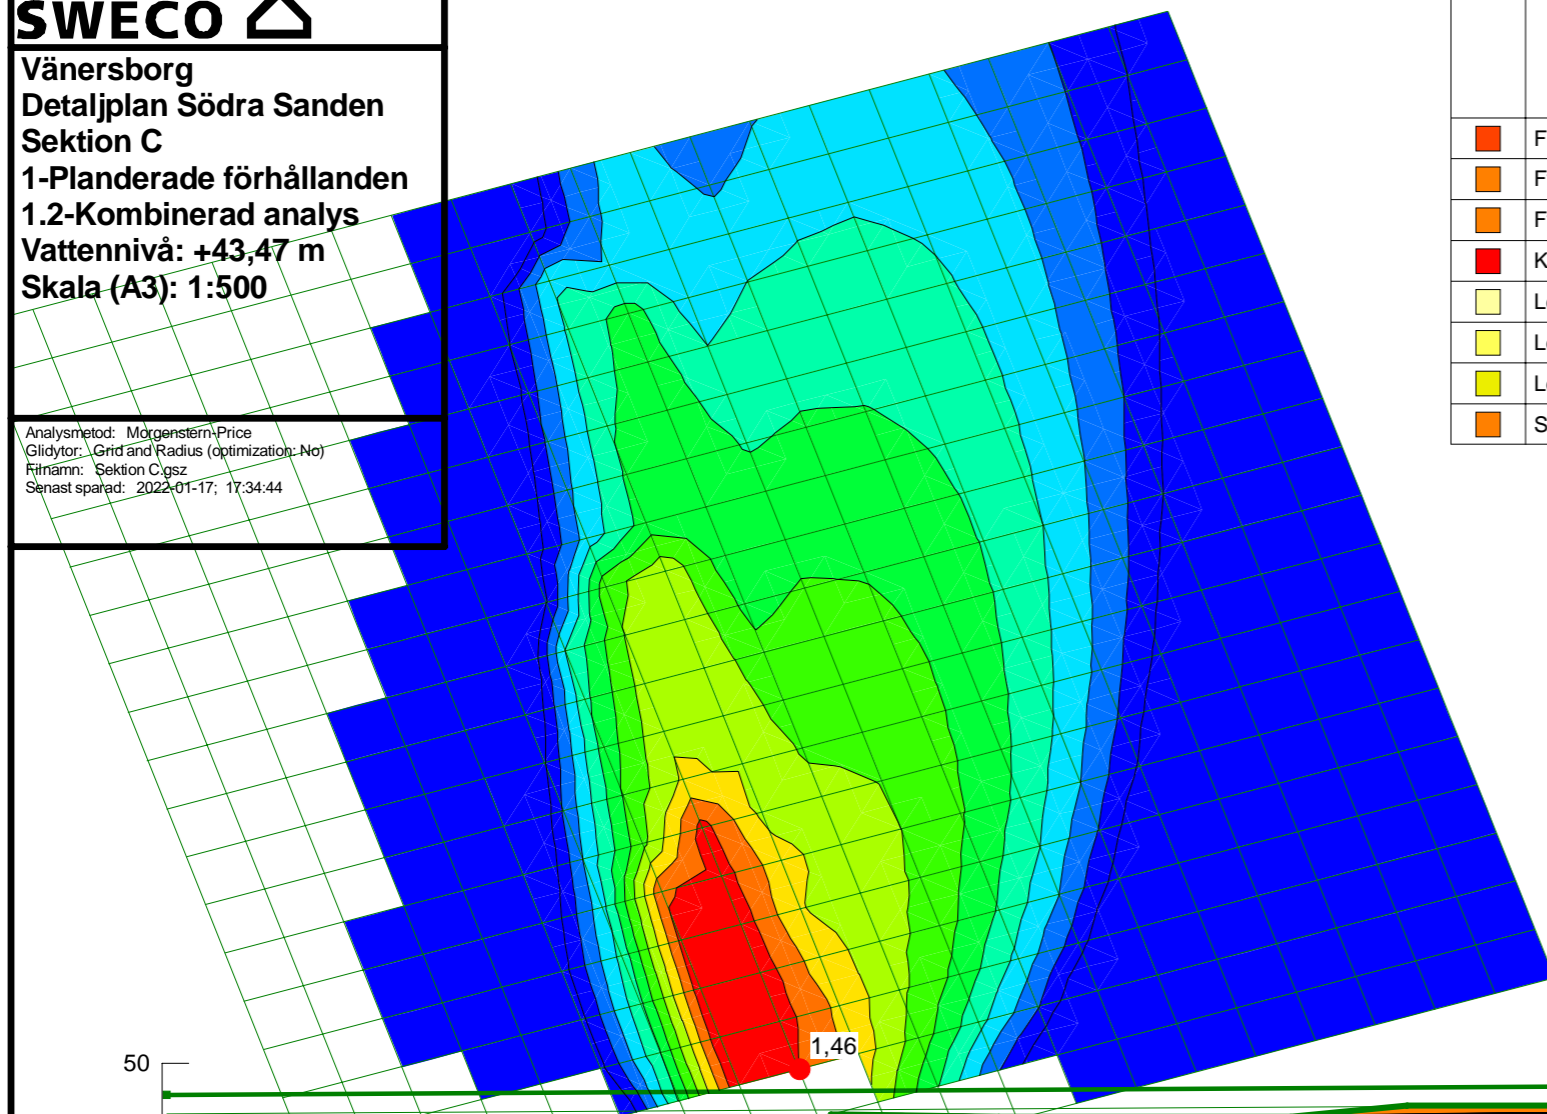 SWECO
Vänersborg
Detaljplan Södra Sanden
Sektion C
1-Planderade förhållanden
1.2-Kombinerad analys
Vattennivå: +43,47 m
Skala (A3): 1:500
Analysmetod: Morgenstern-Price
Glidytor: Grid and Radius (optimization: No)
Filnamn: Sektion C.gsz
Senast sparad: 2022-01-17; 17:34:44
F
F
F
K
L
L
L
S
1,46
50